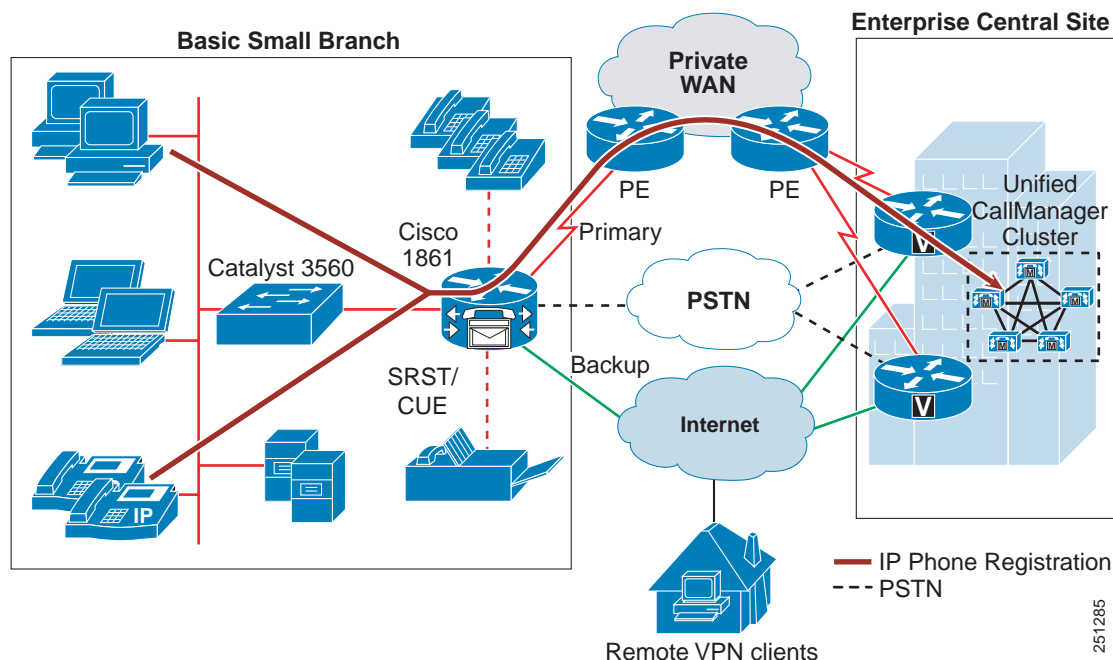 Basic Small Branch
Enterprise Central Site
Private
WAN
PE
PE
Unified
CallManager
Cluster
Cisco
1861
Primary
Catalyst 3560
PSTN
V
M
M
M
M
M
SRST/
CUE
Backup
Internet
V
IP
IP Phone Registration
PSTN
Remote VPN clients
251285